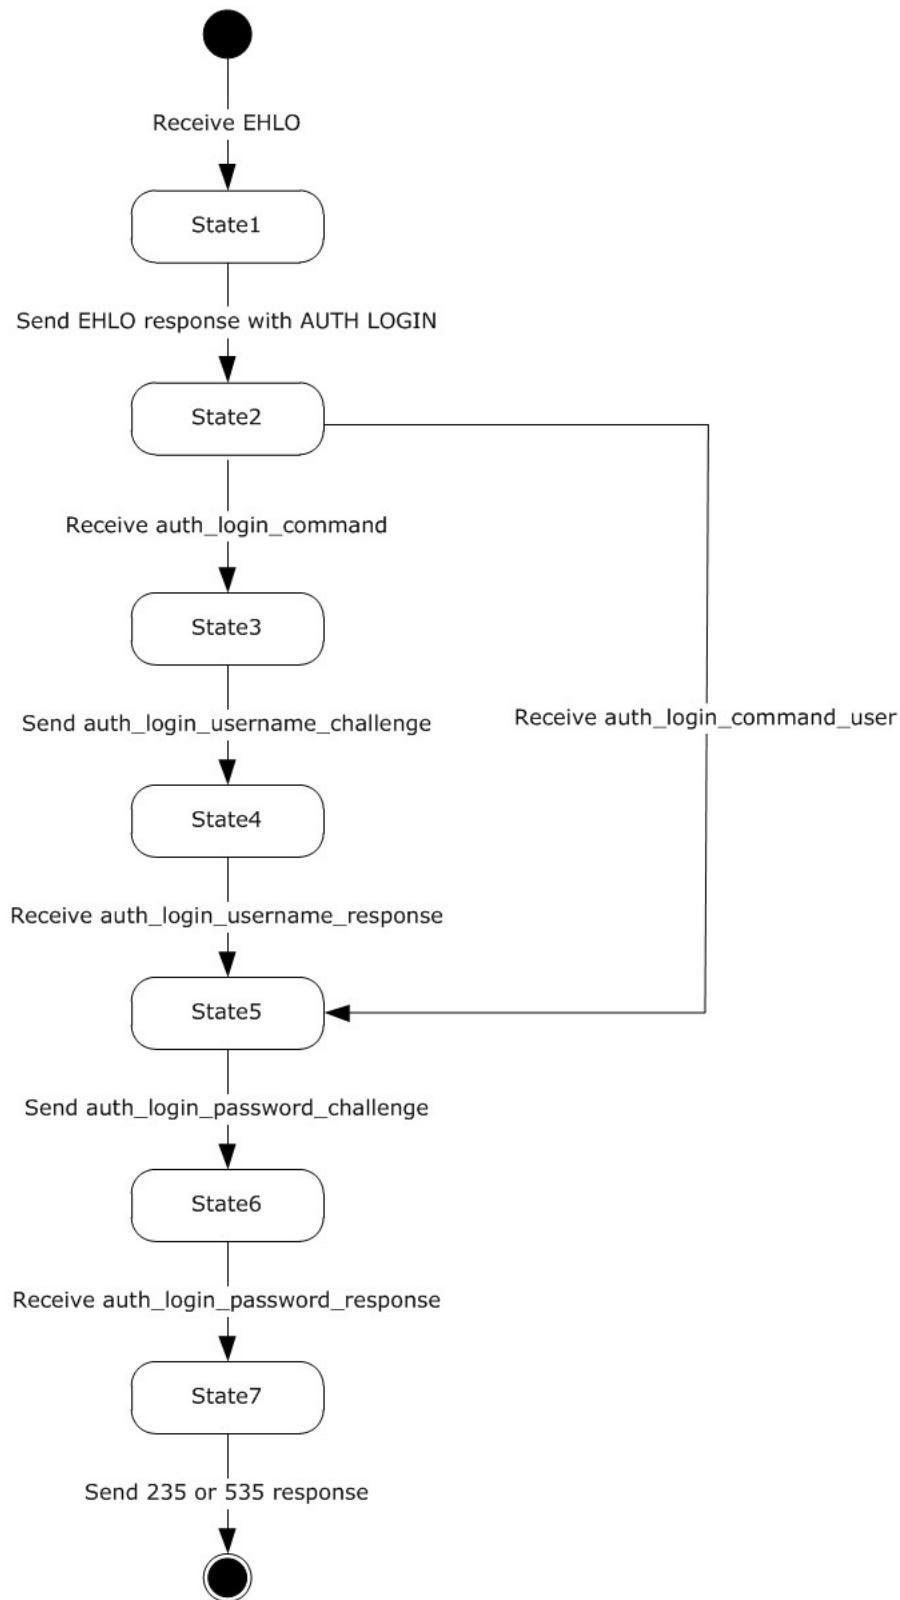 Receive EHLO
State1
Send EHLO response with AUTH LOGIN
State2
Receive auth_login_command
State3
Send auth_login_username_challenge
Receive auth_login_command_user
State4
Receive auth_login_username_response
State5
Send auth_login_password_challenge
State6
Receive auth_login_password_response
State7
Send 235 or 535 response